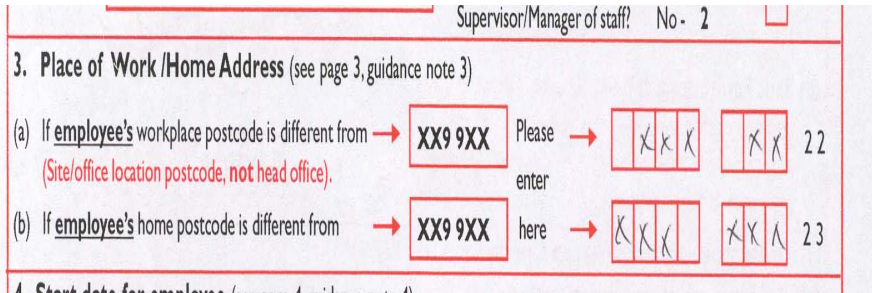 Supervisor/Manager of staff? No - 2
3. Place of Work /Home Address (see page 3, guidance note 3)
(a) If employee's workplace postcode is different from → XX9 9XX Please → X X X X X 22
(Site/office location postcode, not head office).
enter
(b) If employee's home postcode is different from → XX9 9XX here → X X X X X 23